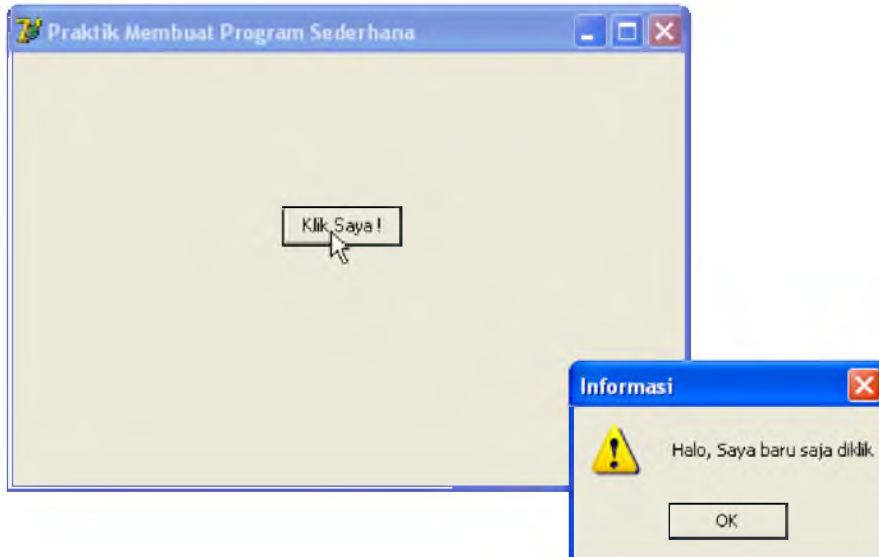 Praktik Membuat Program Sederhana
Klik Saya !
Informasi
Halo, Saya baru saja diklik
OK